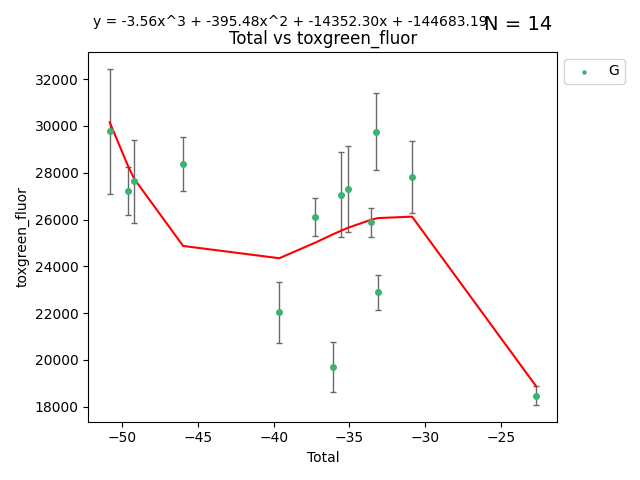 y = -3.56x^3 + -395.48x^2 + -14352.30x + -144683.19
N = 14
Total vs toxgreen_fluor
G
32000
30000
28000
26000
24000
22000
20000
18000
toxgreen_fluor
−50 −45 −40 −35 −30 −25
Total